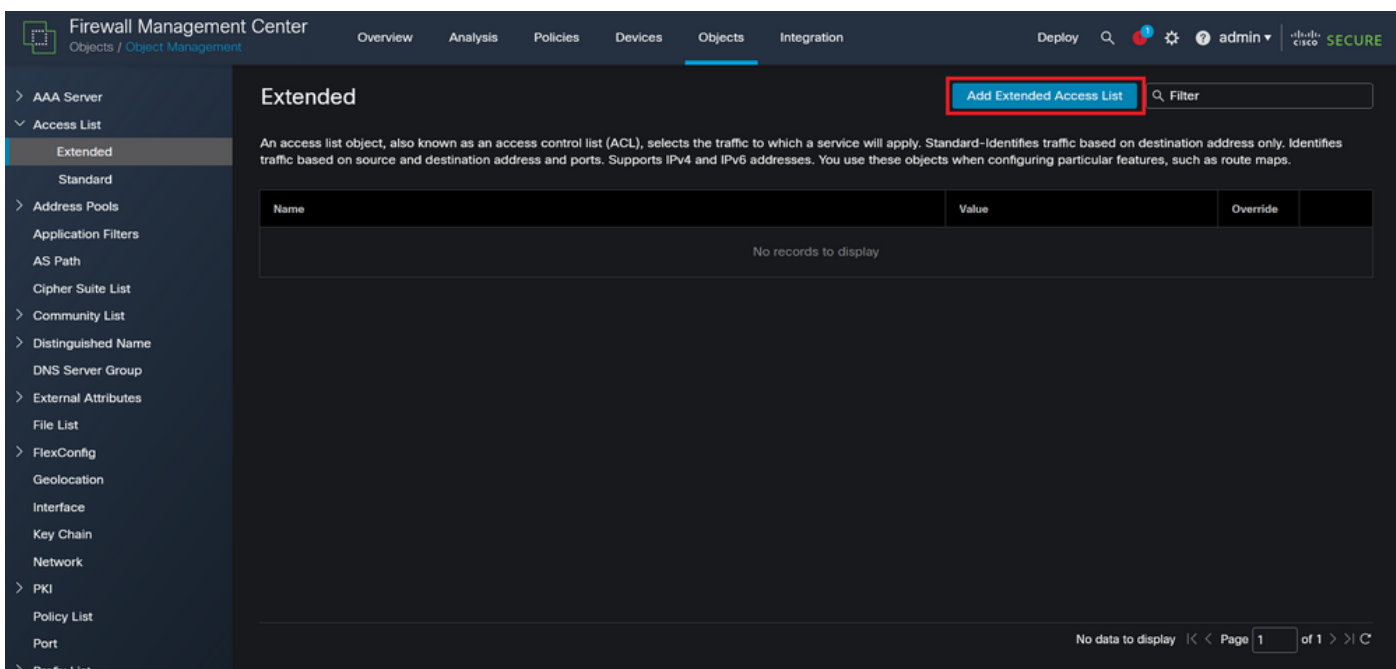 Firewall Management Center
Objects / Object Management
Overview Analysis Policies Devices Objects Integration
Deploy 1 ? admin ▾ cisco SECURE
> AAA Server
Access List
Extended
Standard
> Address Pools
Application Filters
AS Path
Cipher Suite List
> Community List
> Distinguished Name
DNS Server Group
> External Attributes
File List
> FlexConfig
Geolocation
Interface
Key Chain
Network
> PKI
Policy List
Port
> Prefix List
Extended
Add Extended Access List
Filter
An access list object, also known as an access control list (ACL), selects the traffic to which a service will apply. Standard-Identifies traffic based on destination address only. Identifies
traffic based on source and destination address and ports. Supports IPv4 and IPv6 addresses. You use these objects when configuring particular features, such as route maps.
Name Value Override
No records to display
No data to display |< < Page 1 of 1 > >|